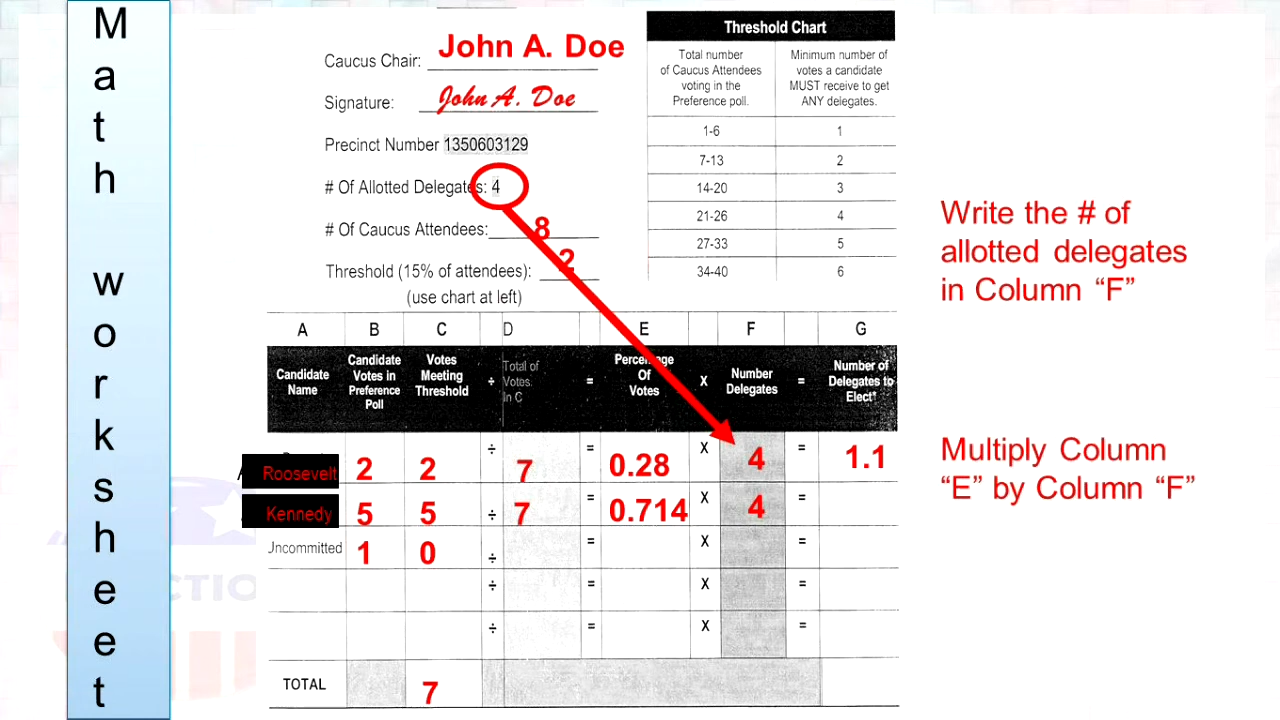 Math worksheet
Caucus Chair: John A. Doe
Signature: John A. Doe
Precinct Number 1350603129
# Of Allotted Delegates: 4
# Of Caucus Attendees: 8
Threshold (15% of attendees): 2
(use chart at left)
Threshold Chart
Total number of Caucus Attendees voting in the Preference poll.
Minimum number of votes a candidate MUST receive to get ANY delegates.
1-6 1
7-13 2
14-20 3
21-26 4
27-33 5
34-40 6
Write the # of
allotted delegates
in Column “F”
Multiply Column
“E” by Column “F”
A B C D E F G
Candidate Name
Candidate Votes in Preference Poll
Votes Meeting Threshold
÷
Total of Votes. In C
=
Percentage Of Votes
X
Number Delegates
=
Number of Delegates to Elect*
Roosevelt 2 2 ÷ 7 = 0.28 X 4 = 1.1
Kennedy 5 5 ÷ 7 = 0.714 X 4 =
Uncommitted 1 0 ÷ = X =
÷ = X =
÷ = X =
TOTAL 7